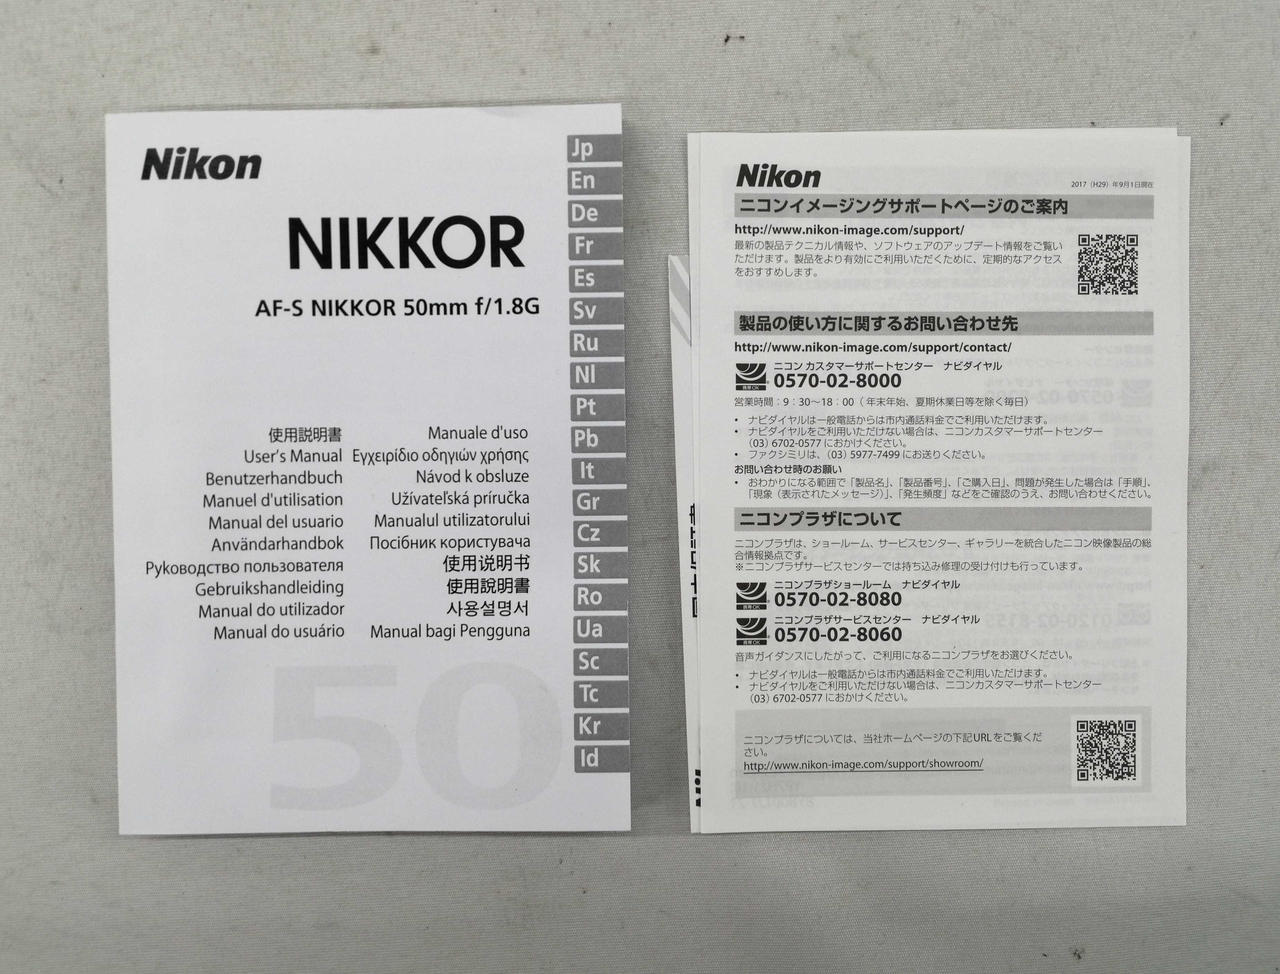 Nikon
NIKKOR
AF-S NIKKOR 50mm f/1.8G
使用説明書
User's Manual
Benutzerhandbuch
Manuel d'utilisation
Manual del usuario
Användarhandbok
Руководство пользователя
Gebruikshandleiding
Manual do utilizador
Manual do usuário
Manuale d'uso
Εγχειρίδιο οδηγιών χρήσης
Návod k obsluze
Užívateľská príručka
Manualul utilizatorului
Посібник користувача
使用说明书
使用說明書
사용설명서
Manual bagi Pengguna
50
Jp
En
De
Fr
Es
Sv
Ru
Nl
Pt
Pb
It
Gr
Cz
Sk
Ro
Ua
Sc
Tc
Kr
Id
Nikon
2017（H29）年9月1日現在
ニコンイメージングサポートページのご案内
http://www.nikon-image.com/support/
最新の製品テクニカル情報や、ソフトウェアのアップデート情報をご覧い
ただけます。製品をより有効にご利用いただくために、定期的なアクセス
をおすすめします。
製品の使い方に関するお問い合わせ先
http://www.nikon-image.com/support/contact/
ニコン カスタマーサポートセンター　ナビダイヤル
0570-02-8000
営業時間：9：30〜18：00（ 年末年始、夏期休業日等を除く毎日）
• ナビダイヤルは一般電話からは市内通話料金でご利用いただけます。
• ナビダイヤルをご利用いただけない場合は、ニコンカスタマーサポートセンター
（03）6702-0577 におかけください。
• ファクシミリは、（03）5977-7499 にお送りください。
お問い合わせ時のお願い
• おわかりになる範囲で「製品名」、「製品番号」、「ご購入日」、問題が発生した場合は「手順」、
「現象（表示されたメッセージ）」、「発生頻度」などをご確認のうえ、お問い合わせください。
ニコンプラザについて
ニコンプラザは、ショールーム、サービスセンター、ギャラリーを統合したニコン映像製品の総
合情報拠点です。
※ニコンプラザサービスセンターでは持ち込み修理の受け付けも行っています。
ニコンプラザショールーム　ナビダイヤル
0570-02-8080
ニコンプラザサービスセンター　ナビダイヤル
0570-02-8060
音声ガイダンスにしたがって、ご利用になるニコンプラザをお選びください。
• ナビダイヤルは一般電話からは市内通話料金でご利用いただけます。
• ナビダイヤルをご利用いただけない場合は、ニコンカスタマーサポートセンター
（03）6702-0577 におかけください。
ニコンプラザについては、当社ホームページの下記URLをご覧くだ
さい。
http://www.nikon-image.com/support/showroom/